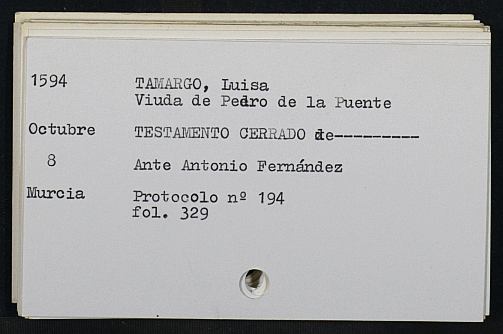 1594 TAMARGO, Luisa
Viuda de Pedro de la Puente
Octubre TESTAMENTO CERRADO de---------
8 Ante Antonio Fernández
Murcia Protocolo nº 194
fol. 329